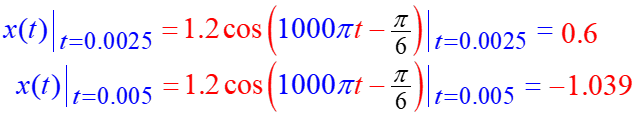 x(t)|t=0.0025 = 1.2 cos(1000πt − π/6)|t=0.0025 = 0.6
x(t)|t=0.005 = 1.2 cos(1000πt − π/6)|t=0.005 = −1.039